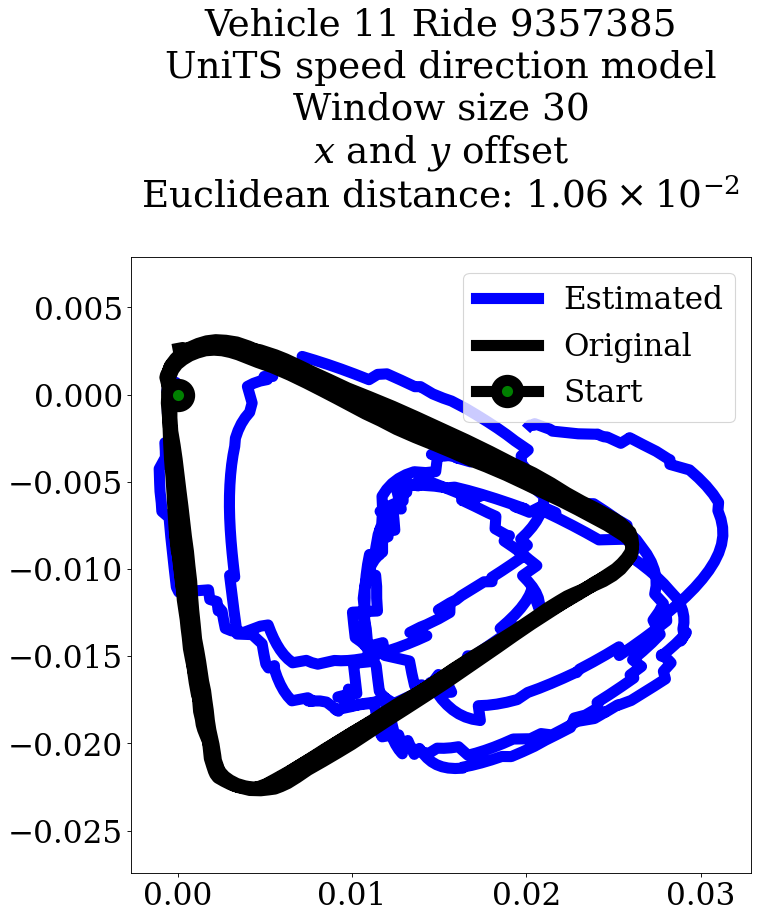 Vehicle 11 Ride 9357385
UniTS speed direction model
Window size 30
x and y offset
Euclidean distance: 1.06 × 10⁻²
Estimated
Original
Start
0.005
0.000
−0.005
−0.010
−0.015
−0.020
−0.025
0.00 0.01 0.02 0.03